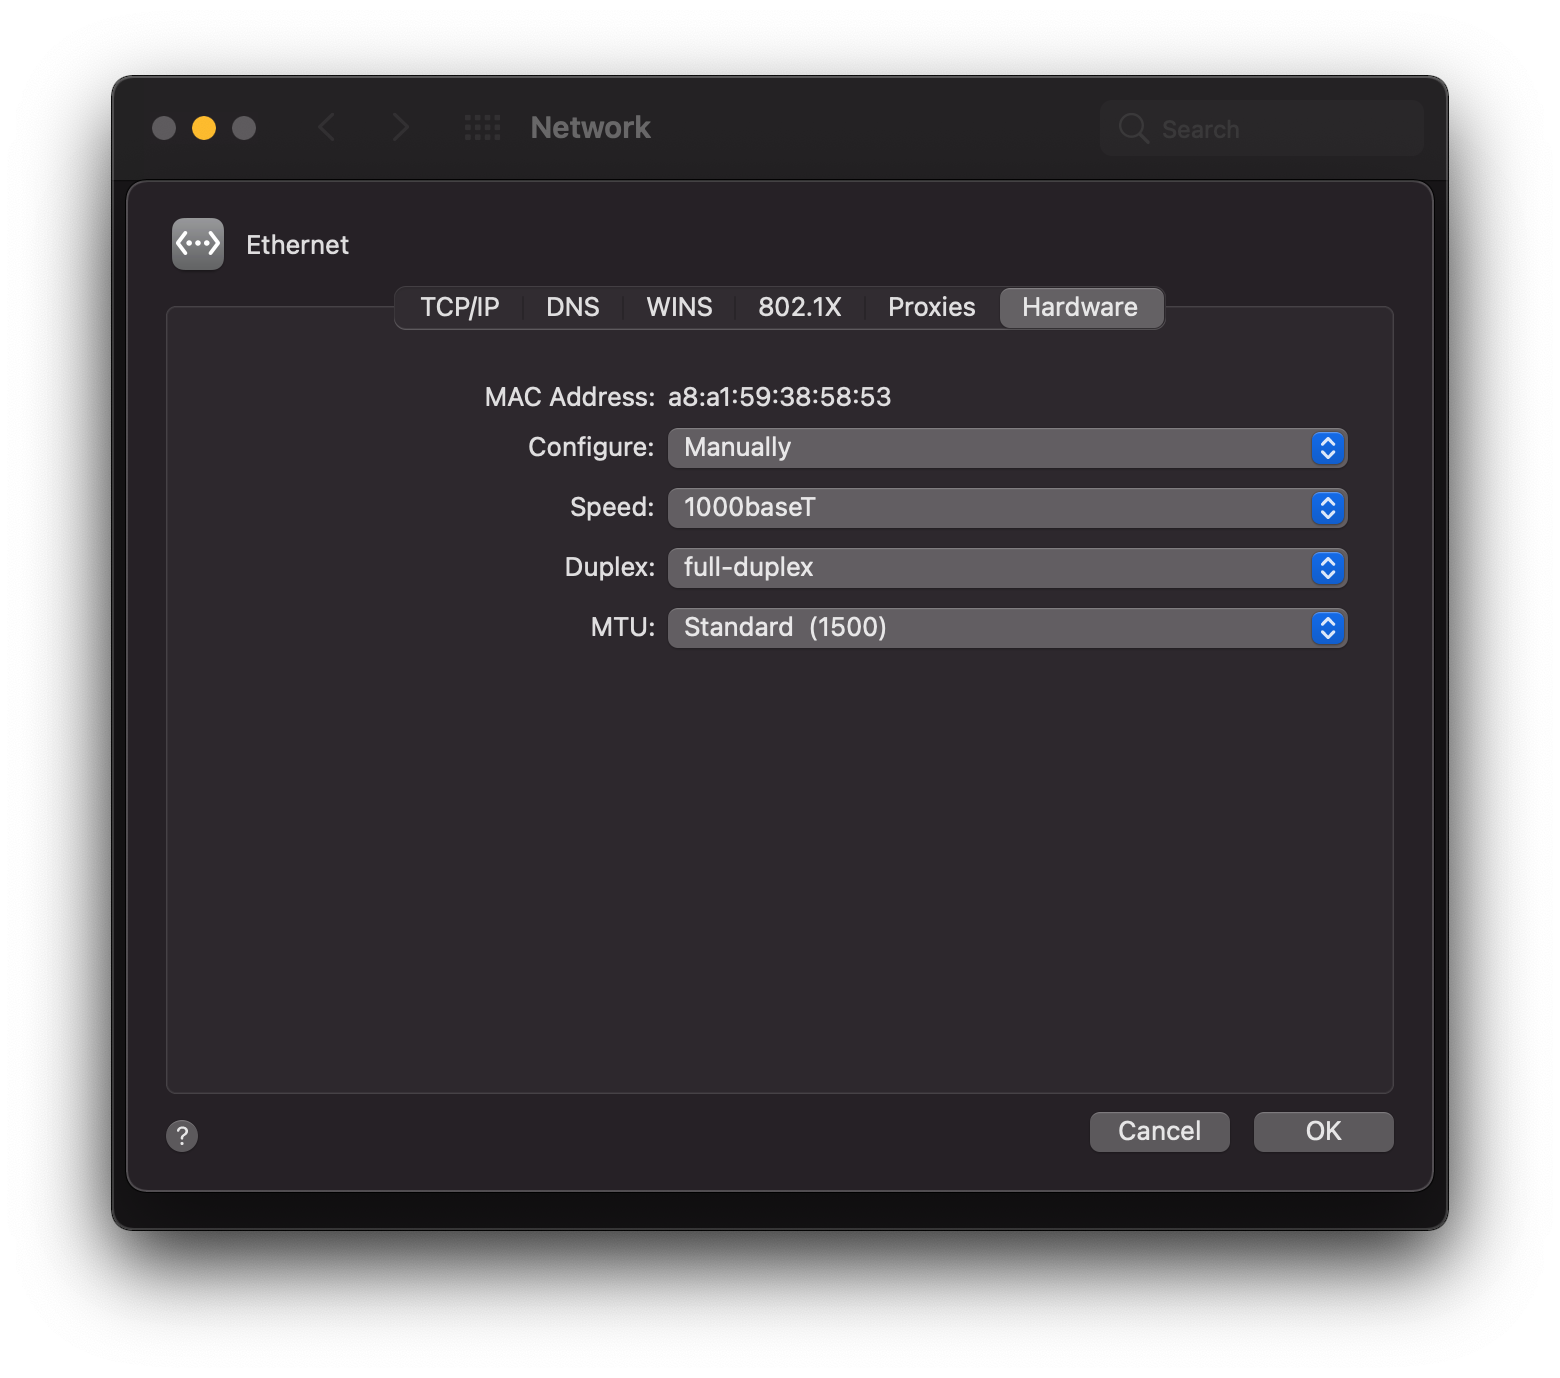 Network
Search
Ethernet
TCP/IP DNS WINS 802.1X Proxies Hardware
MAC Address: a8:a1:59:38:58:53
Configure: Manually
Speed: 1000baseT
Duplex: full-duplex
MTU: Standard (1500)
? Cancel OK